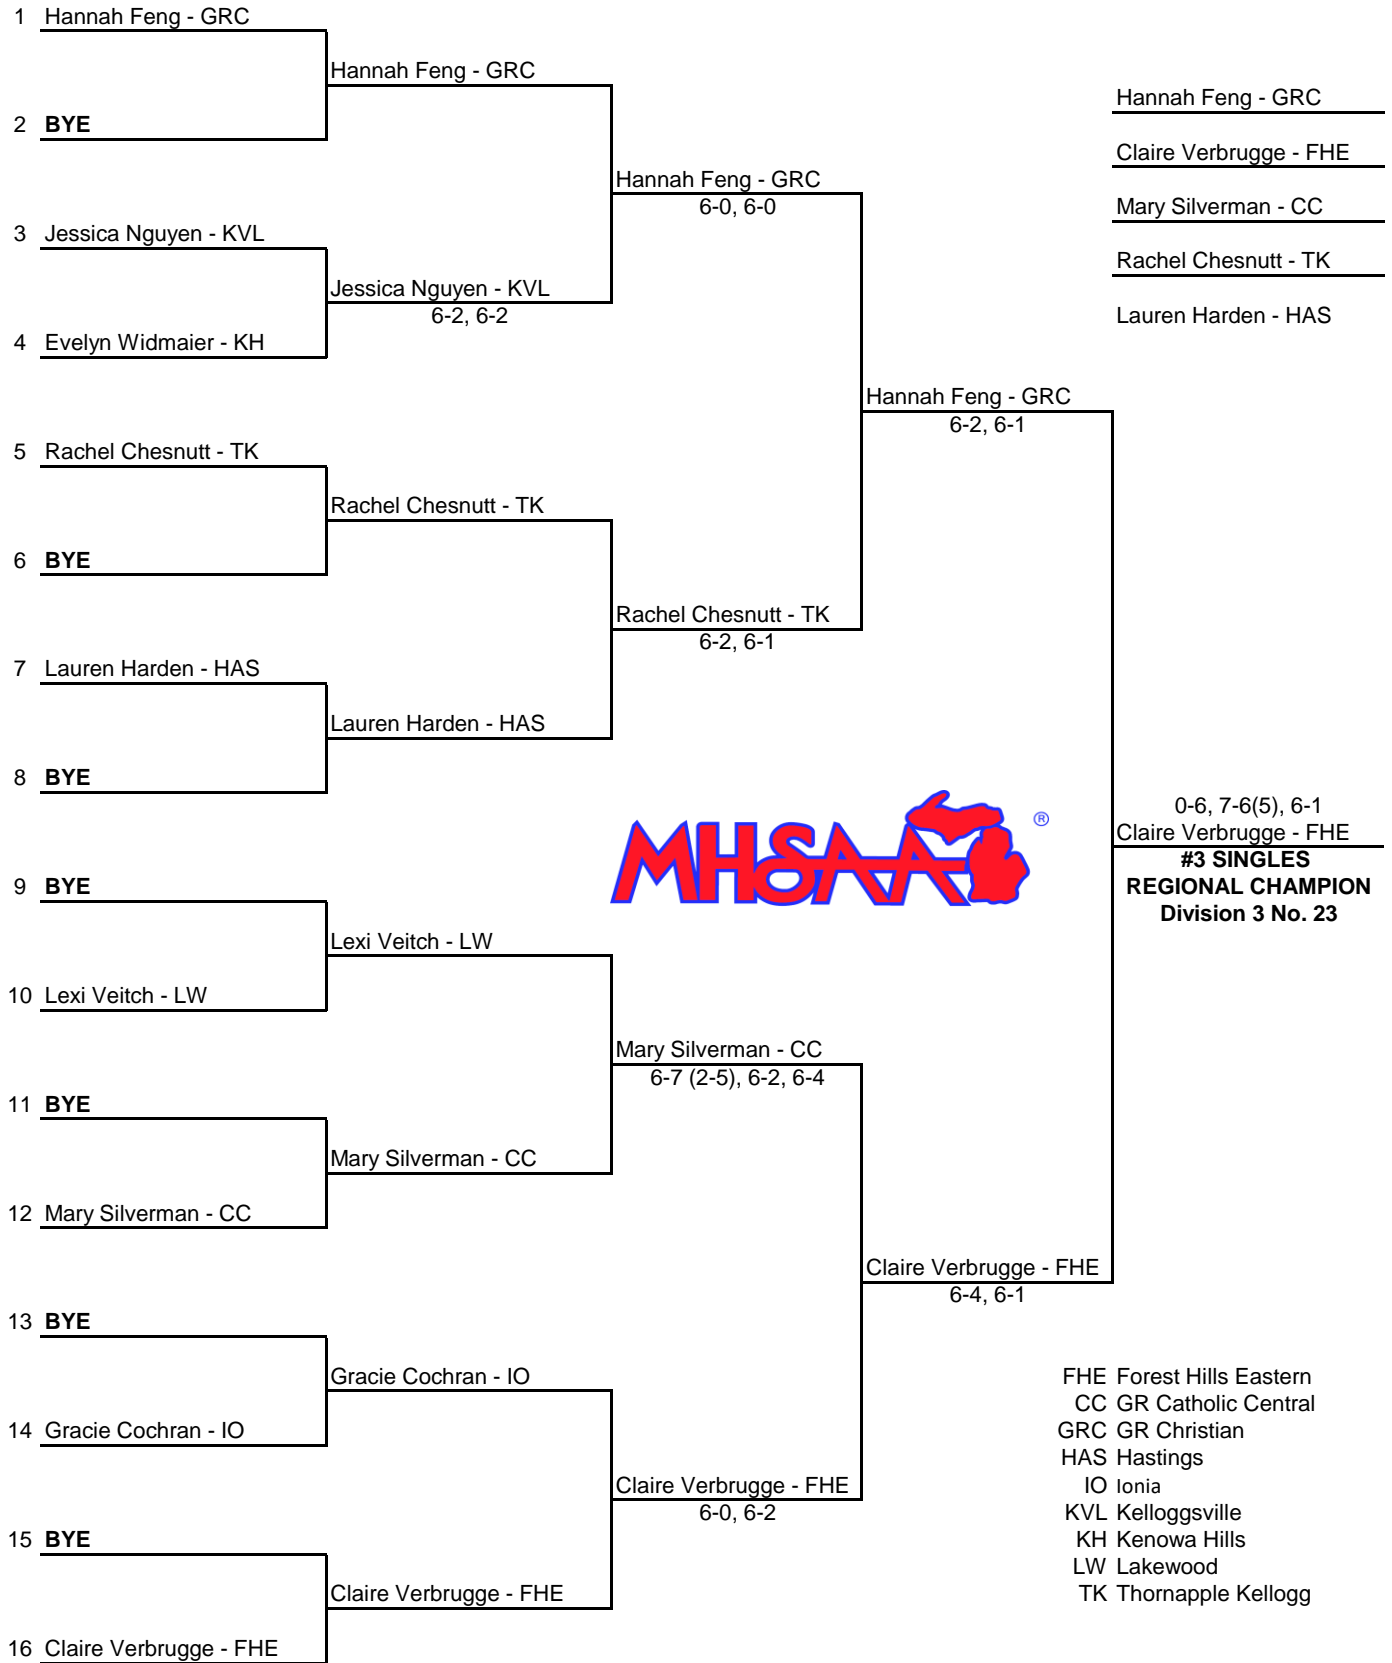 1 Hannah Feng - GRC
Hannah Feng - GRC
Hannah Feng - GRC
2 BYE
Claire Verbrugge - FHE
Hannah Feng - GRC
6-0, 6-0
Mary Silverman - CC
3 Jessica Nguyen - KVL
Rachel Chesnutt - TK
Jessica Nguyen - KVL
6-2, 6-2
Lauren Harden - HAS
4 Evelyn Widmaier - KH
Hannah Feng - GRC
6-2, 6-1
5 Rachel Chesnutt - TK
Rachel Chesnutt - TK
6 BYE
Rachel Chesnutt - TK
6-2, 6-1
7 Lauren Harden - HAS
Lauren Harden - HAS
8 BYE
MHSAA ®
0-6, 7-6(5), 6-1
Claire Verbrugge - FHE
#3 SINGLES
REGIONAL CHAMPION
Division 3 No. 23
9 BYE
Lexi Veitch - LW
10 Lexi Veitch - LW
Mary Silverman - CC
6-7 (2-5), 6-2, 6-4
11 BYE
Mary Silverman - CC
12 Mary Silverman - CC
Claire Verbrugge - FHE
6-4, 6-1
13 BYE
Gracie Cochran - IO
14 Gracie Cochran - IO
Claire Verbrugge - FHE
6-0, 6-2
15 BYE
Claire Verbrugge - FHE
16 Claire Verbrugge - FHE
FHE Forest Hills Eastern
CC GR Catholic Central
GRC GR Christian
HAS Hastings
IO Ionia
KVL Kelloggsville
KH Kenowa Hills
LW Lakewood
TK Thornapple Kellogg